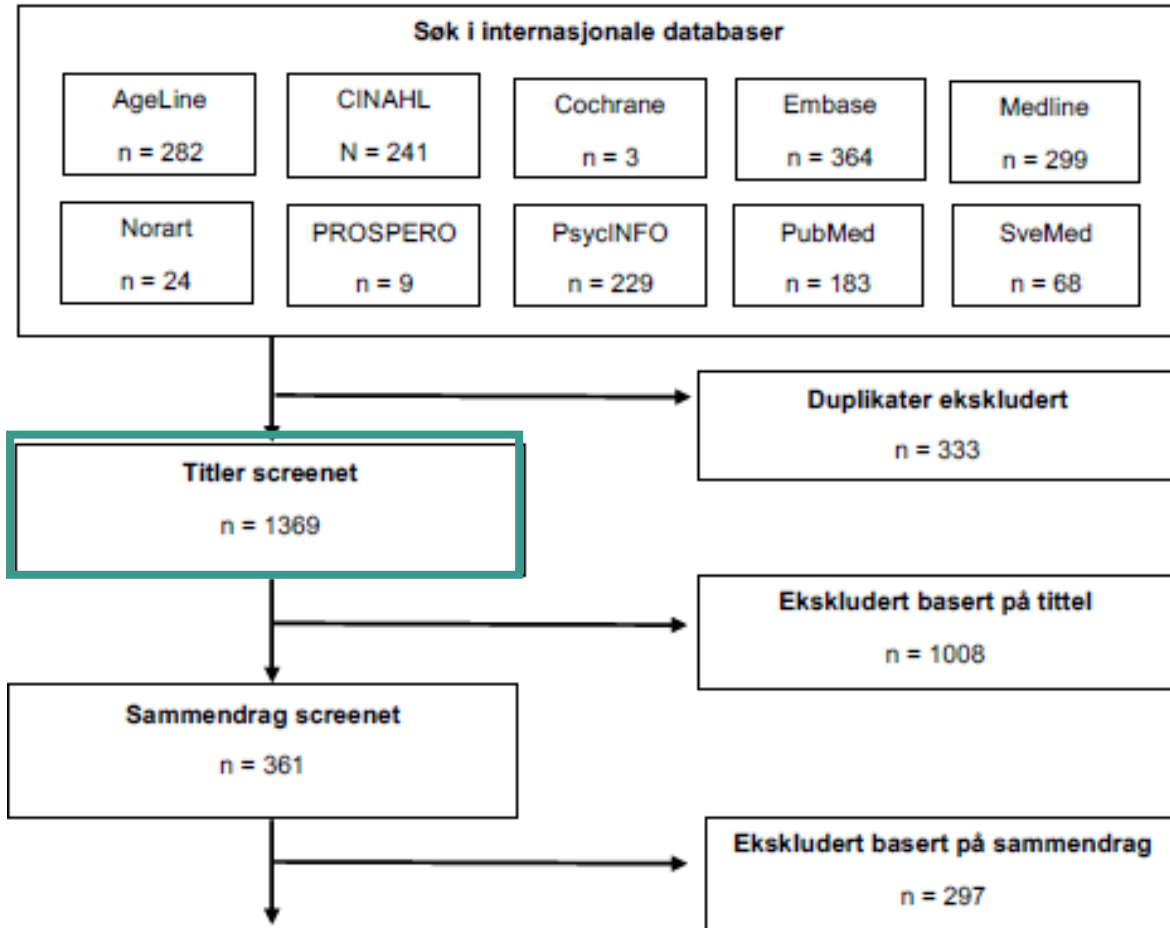 Søk i internasjonale databaser
AgeLine
n = 282
CINAHL
N = 241
Cochrane
n = 3
Embase
n = 364
Medline
n = 299
Norart
n = 24
PROSPERO
n = 9
PsycINFO
n = 229
PubMed
n = 183
SveMed
n = 68
Duplikater ekskludert
n = 333
Titler screenet
n = 1369
Ekskludert basert på tittel
n = 1008
Sammendrag screenet
n = 361
Ekskludert basert på sammendrag
n = 297